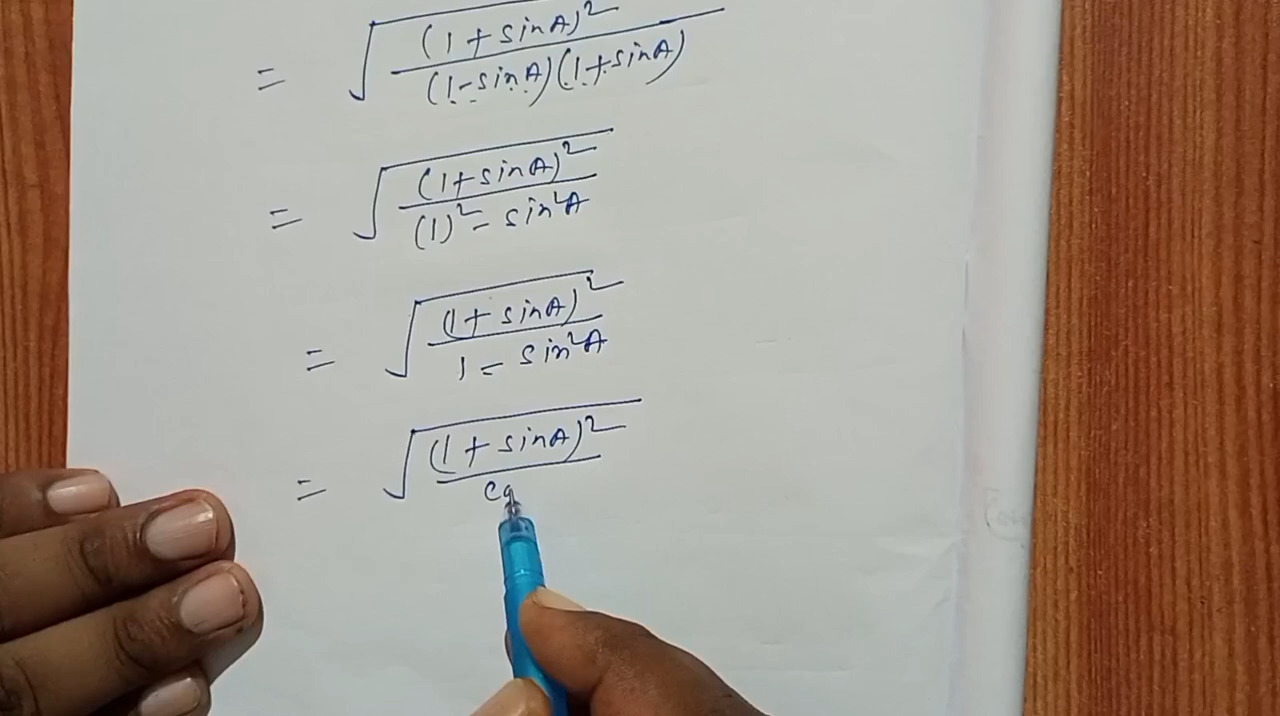 = √((1 + sinA)² / (1 - sinA)(1 + sinA))
= √((1 + sinA)² / (1)² - sin²A)
= √((1 + sinA)² / 1 - sin²A)
= √((1 + sinA)² / co